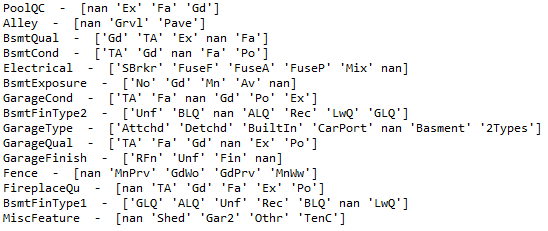 PoolQC - [nan 'Ex' 'Fa' 'Gd']
Alley - [nan 'Grvl' 'Pave']
BsmtQual - ['Gd' 'TA' 'Ex' nan 'Fa']
BsmtCond - ['TA' 'Gd' nan 'Fa' 'Po']
Electrical - ['SBrkr' 'FuseF' 'FuseA' 'FuseP' 'Mix' nan]
BsmtExposure - ['No' 'Gd' 'Mn' 'Av' nan]
GarageCond - ['TA' 'Fa' nan 'Gd' 'Po' 'Ex']
BsmtFinType2 - ['Unf' 'BLQ' nan 'ALQ' 'Rec' 'LwQ' 'GLQ']
GarageType - ['Attchd' 'Detchd' 'BuiltIn' 'CarPort' nan 'Basment' '2Types']
GarageQual - ['TA' 'Fa' 'Gd' nan 'Ex' 'Po']
GarageFinish - ['RFn' 'Unf' 'Fin' nan]
Fence - [nan 'MnPrv' 'GdWo' 'GdPrv' 'MnWw']
FireplaceQu - [nan 'TA' 'Gd' 'Fa' 'Ex' 'Po']
BsmtFinType1 - ['GLQ' 'ALQ' 'Unf' 'Rec' 'BLQ' nan 'LwQ']
MiscFeature - [nan 'Shed' 'Gar2' 'Othr' 'TenC']